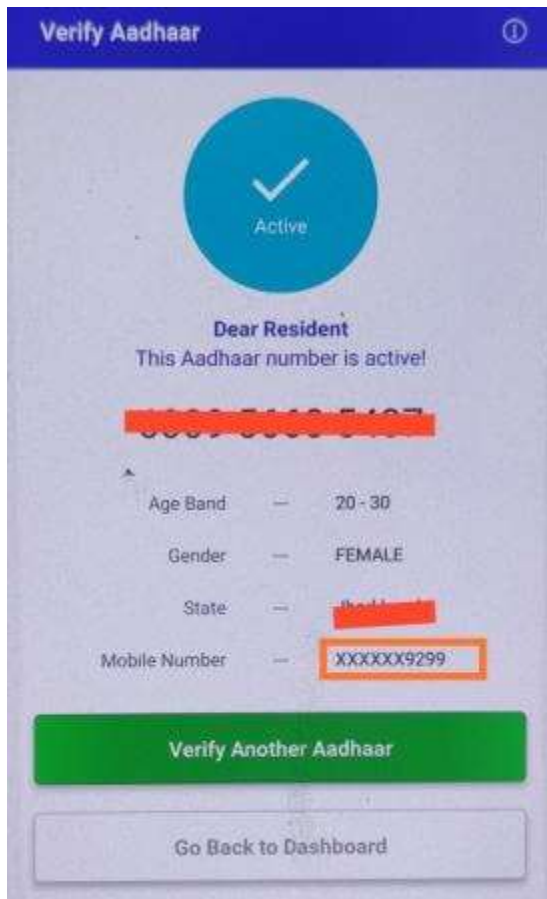 Verify Aadhaar
Active
Dear Resident
This Aadhaar number is active!
Age Band — 20 - 30
Gender — FEMALE
State —
Mobile Number — XXXXXX9299
Verify Another Aadhaar
Go Back to Dashboard